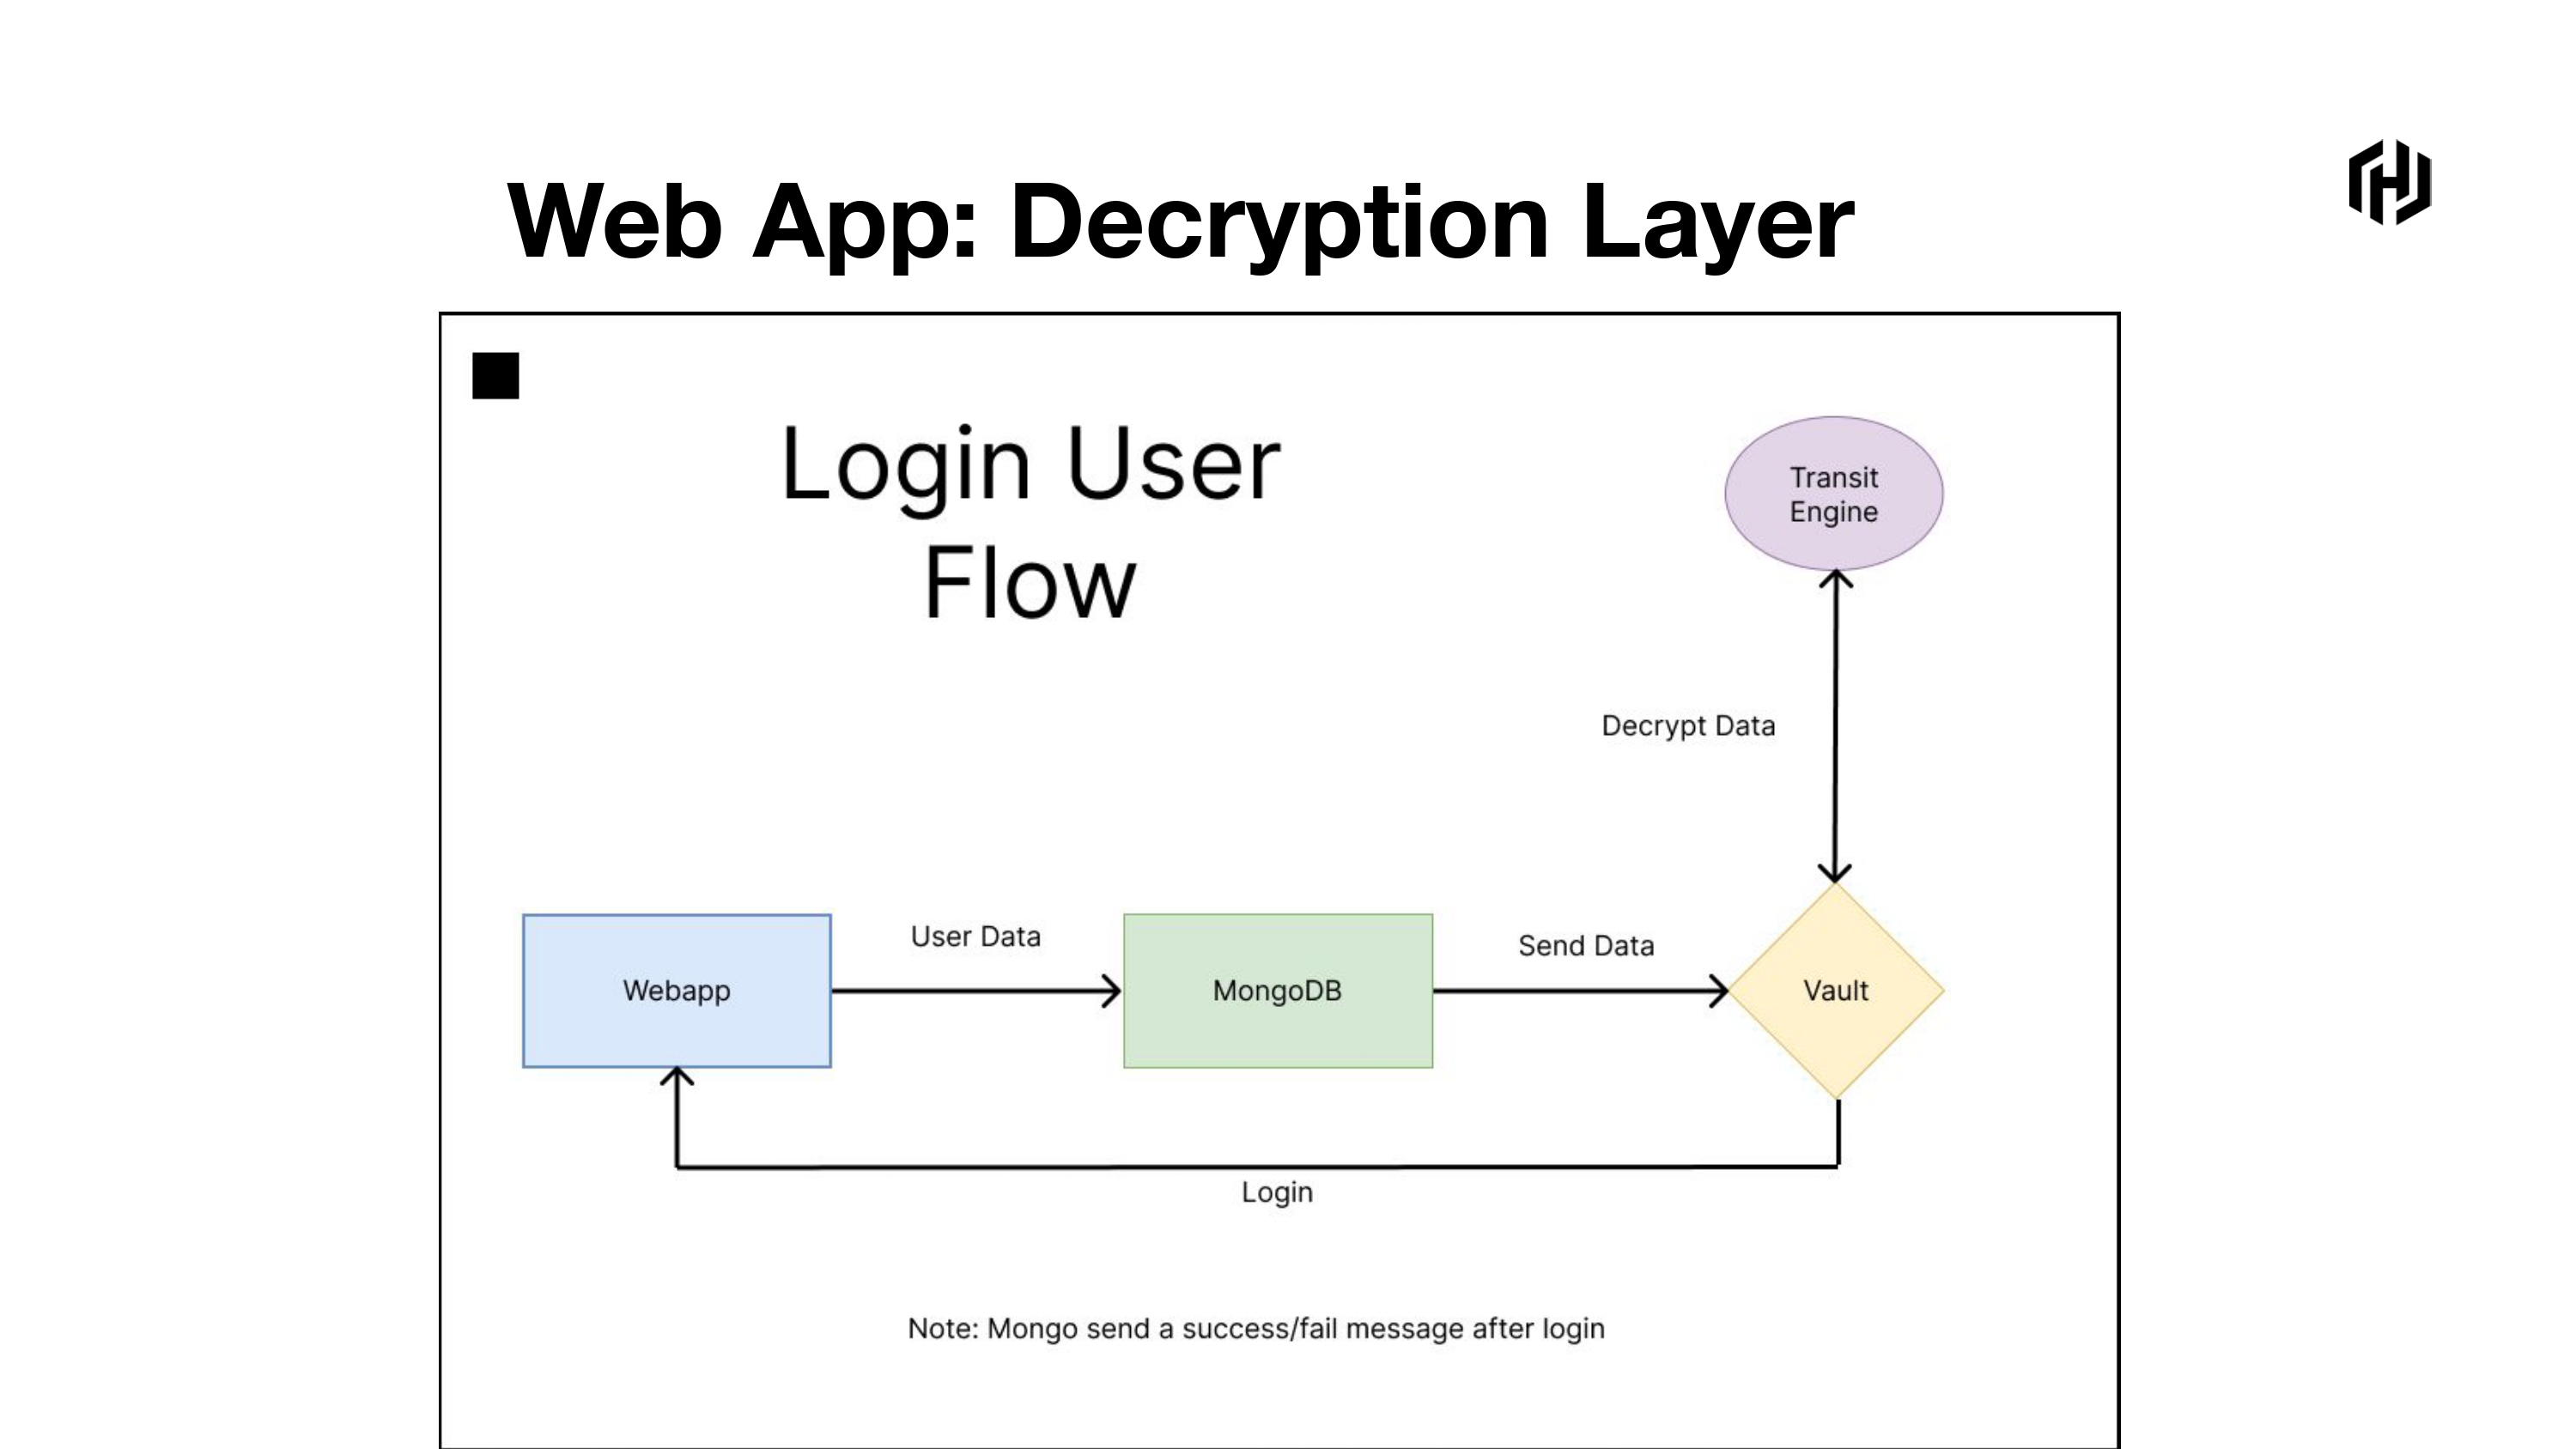 Web App: Decryption Layer
Login User
Flow
Transit
Engine
Decrypt Data
User Data
Send Data
Webapp
MongoDB
Vault
Login
Note: Mongo send a success/fail message after login